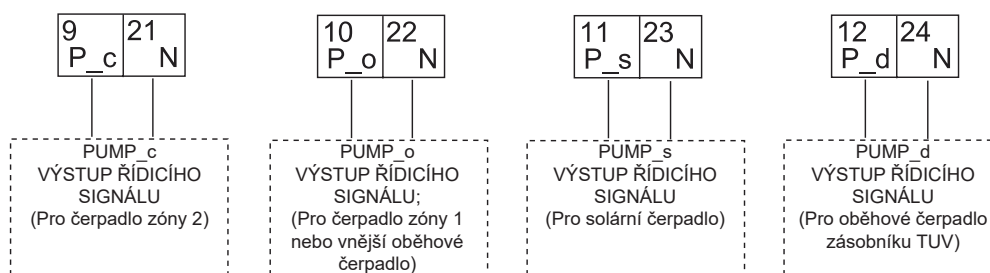 9 21
P_c N
PUMP_c
VÝSTUP ŘÍDICÍHO
SIGNÁLU
(Pro čerpadlo zóny 2)
10 22
P_o N
PUMP_o
VÝSTUP ŘÍDICÍHO
SIGNÁLU;
(Pro čerpadlo zóny 1
nebo vnější oběhové
čerpadlo)
11 23
P_s N
PUMP_s
VÝSTUP ŘÍDICÍHO
SIGNÁLU
(Pro solární čerpadlo)
12 24
P_d N
PUMP_d
VÝSTUP ŘÍDICÍHO
SIGNÁLU
(Pro oběhové čerpadlo
zásobníku TUV)